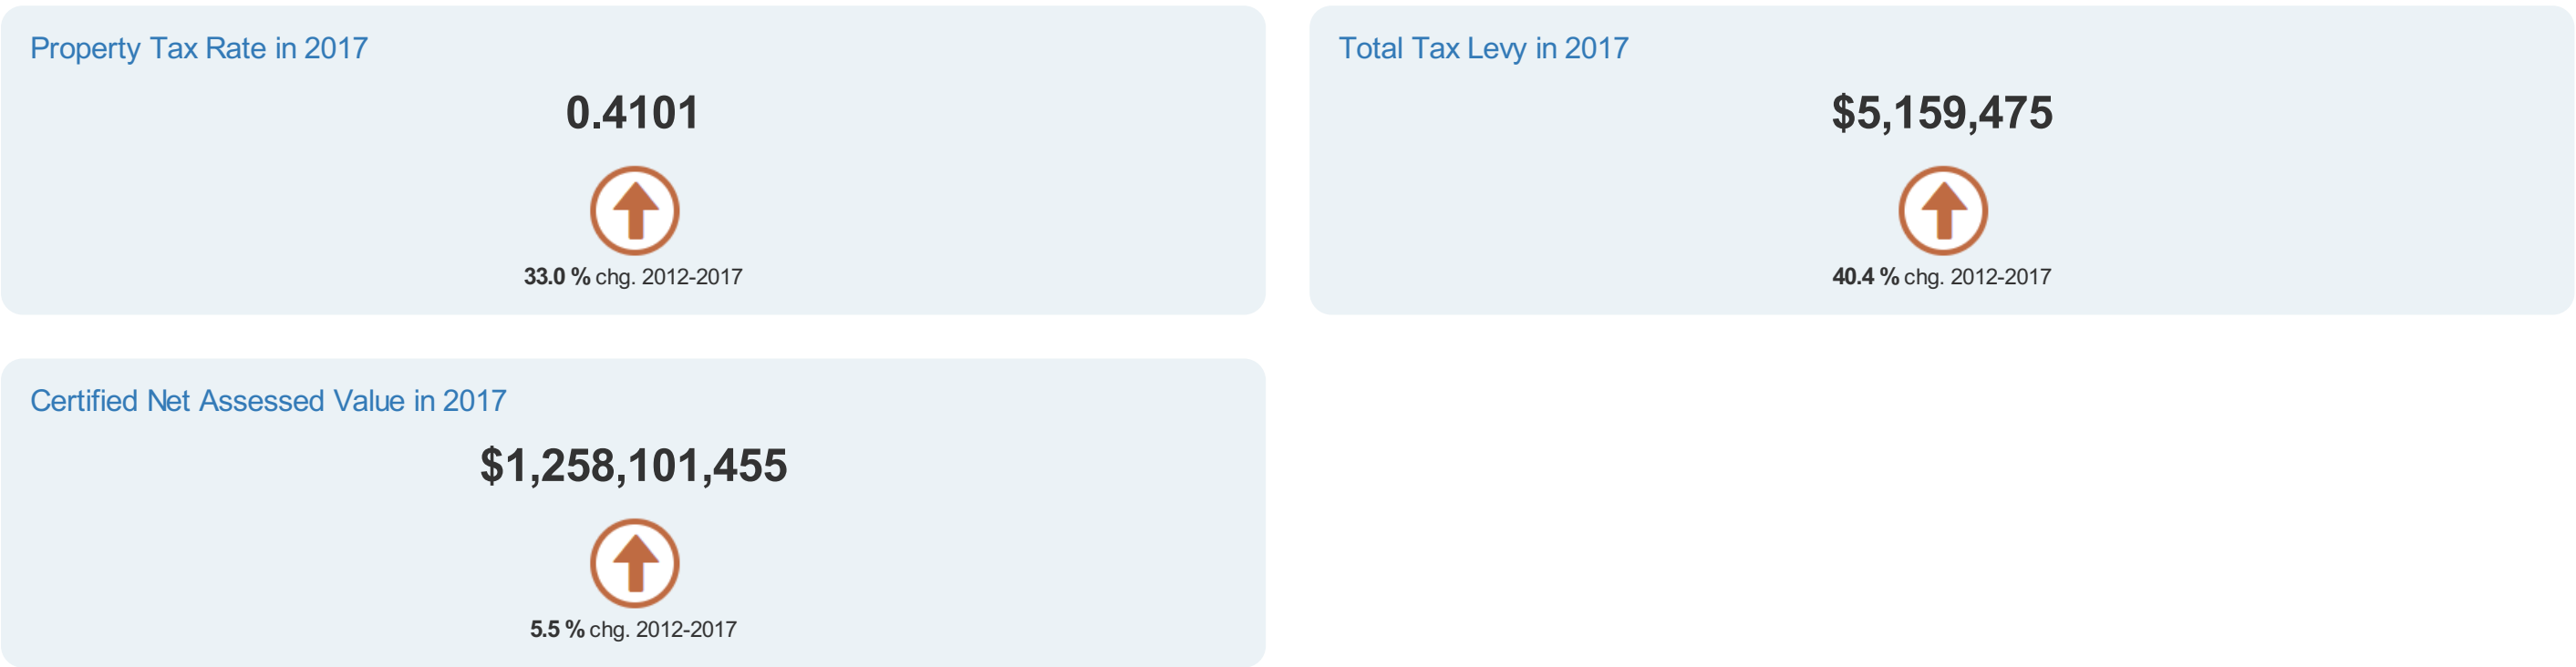 Property Tax Rate in 2017
0.4101
33.0 % chg. 2012-2017
Total Tax Levy in 2017
$5,159,475
40.4 % chg. 2012-2017
Certified Net Assessed Value in 2017
$1,258,101,455
5.5 % chg. 2012-2017